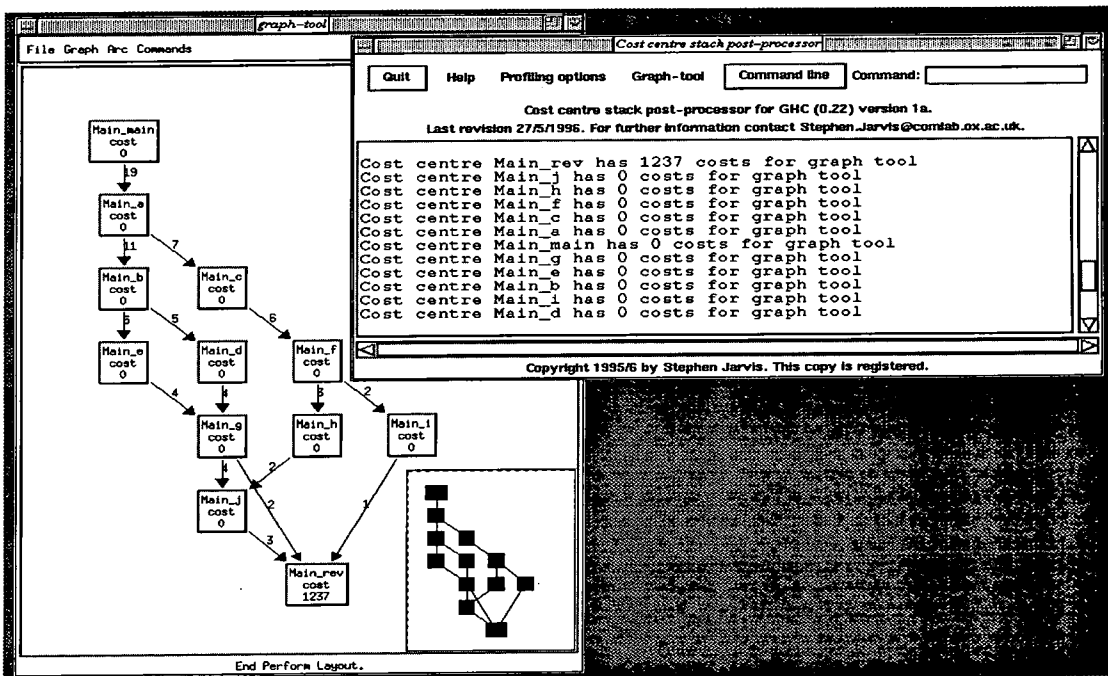 graph-tool
File Graph Arc Commands
Main_main
cost
0
19
Main_a
cost
0
11
7
Main_b
cost
0
Main_c
cost
0
5
5
6
Main_e
cost
0
Main_d
cost
0
Main_f
cost
0
4
4
3
2
Main_g
cost
0
Main_h
cost
0
Main_i
cost
0
4
2
2
1
Main_j
cost
0
3
Main_rev
cost
1237
End Perform Layout.
Cost centre stack post-processor
Quit Help Profiling options Graph-tool Command line Command:
Cost centre stack post-processor for GHC (0.22) version 1a.
Last revision 27/5/1996. For further information contact Stephen.Jarvis@comlab.ox.ac.uk.
Cost centre Main_rev has 1237 costs for graph tool
Cost centre Main_j has 0 costs for graph tool
Cost centre Main_h has 0 costs for graph tool
Cost centre Main_f has 0 costs for graph tool
Cost centre Main_c has 0 costs for graph tool
Cost centre Main_a has 0 costs for graph tool
Cost centre Main_main has 0 costs for graph tool
Cost centre Main_g has 0 costs for graph tool
Cost centre Main_e has 0 costs for graph tool
Cost centre Main_b has 0 costs for graph tool
Cost centre Main_i has 0 costs for graph tool
Cost centre Main_d has 0 costs for graph tool
Copyright 1995/6 by Stephen Jarvis. This copy is registered.